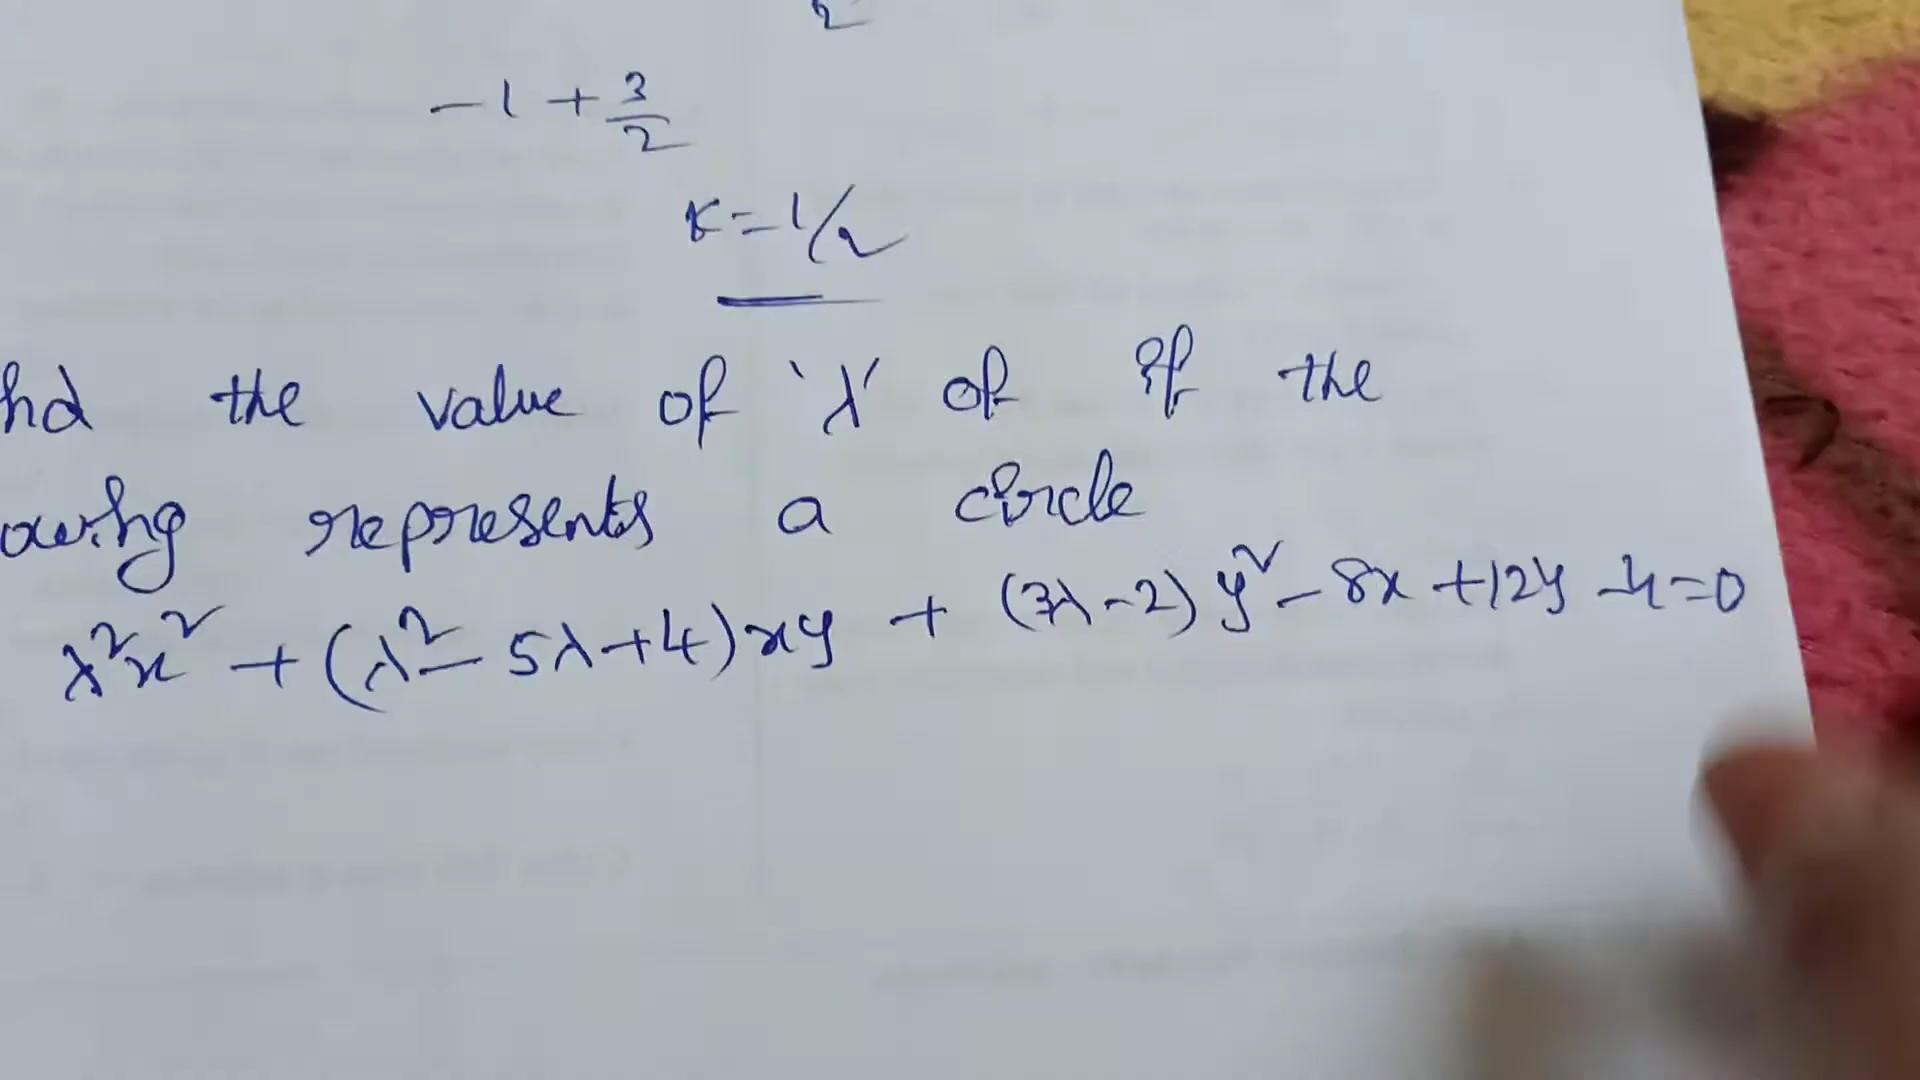 2
-1 + 3/2
K = 1/2
nd the value of 'λ' of if the
owing represents a circle
λ²x² + (λ² - 5λ + 4)xy + (3λ - 2)y² - 8x + 12y - 4 = 0